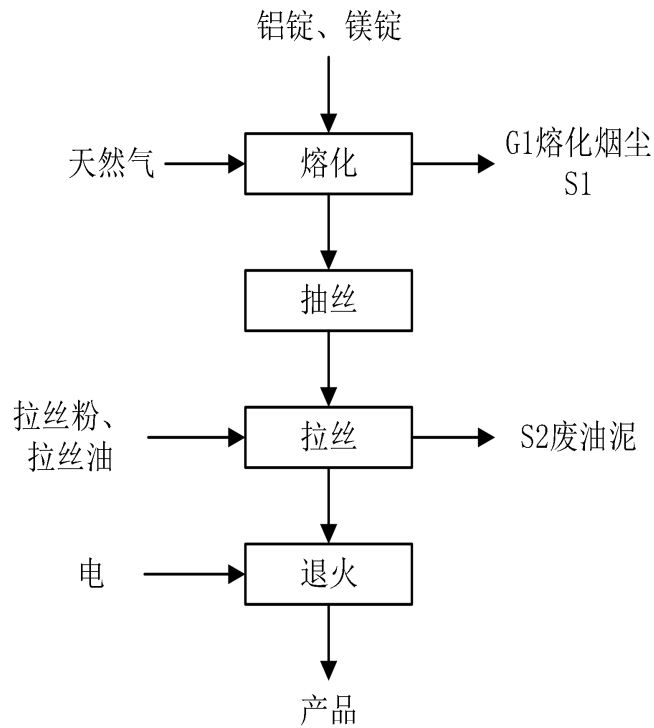 铝锭、镁锭
天然气
熔化
G1熔化烟尘
S1
抽丝
拉丝粉、
拉丝油
拉丝
S2废油泥
电
退火
产品